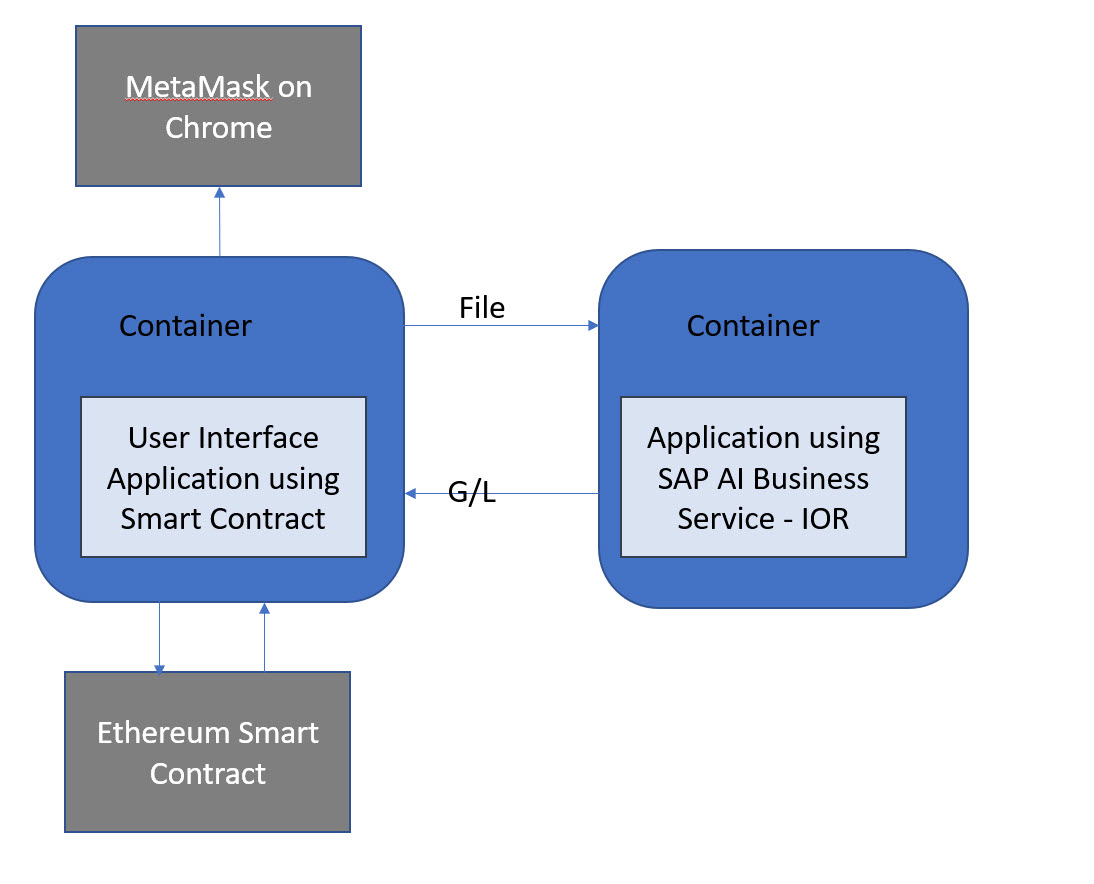 MetaMask on
Chrome
File
Container
Container
User Interface
Application using
Smart Contract
Application using
SAP AI Business
Service - IOR
G/L
Ethereum Smart
Contract